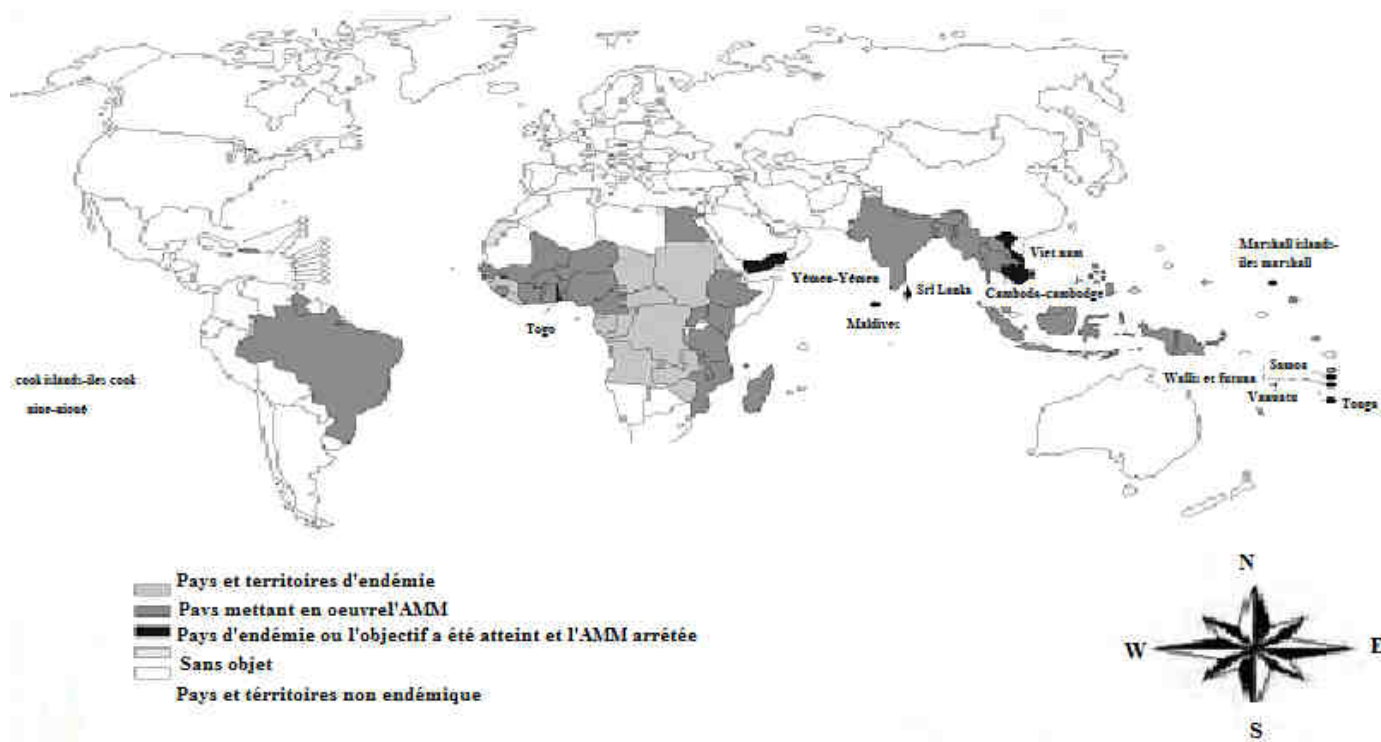 Marshall islands-
iles marshall
Viet nam
Yémen-Yémen
Sri Lanka
Cambodo-cambodge
Maldives
Togo
Samoa
cook islands-iles cook
Wallis et futuna
Vanuatu
Tonga
nioe-nioué
Pays et territoires d'endémie
Pays mettant en oeuvrel'AMM
Pays d'endémie ou l'objectif a été atteint et l'AMM arrêtée
Sans objet
Pays et térritoires non endémique
N
W
E
S